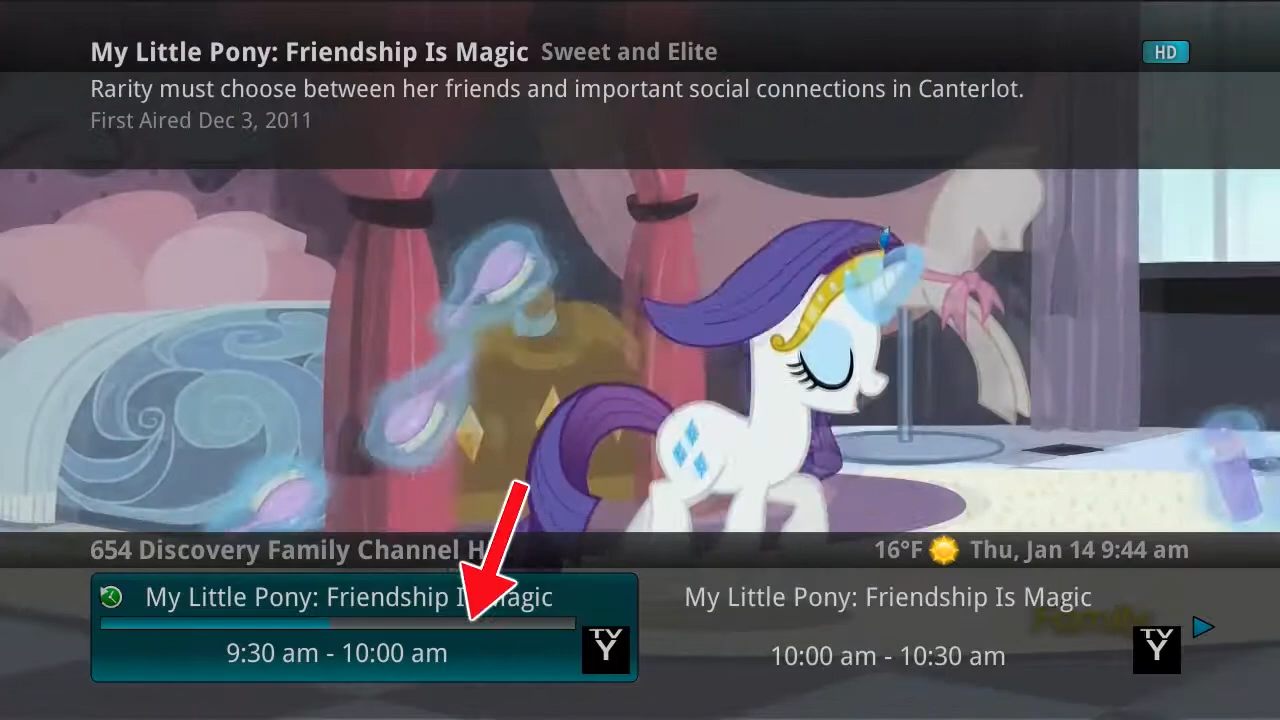 My Little Pony: Friendship Is Magic Sweet and Elite
HD
Rarity must choose between her friends and important social connections in Canterlot.
First Aired Dec 3, 2011
654 Discovery Family Channel H
16°F Thu, Jan 14 9:44 am
My Little Pony: Friendship Is Magic
9:30 am - 10:00 am
TV Y
My Little Pony: Friendship Is Magic
10:00 am - 10:30 am
TV Y
Family